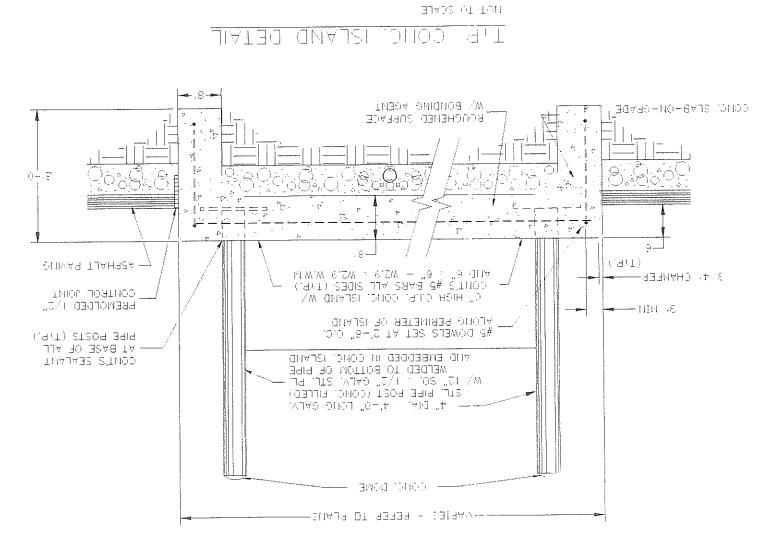 VARIES - REFER TO PLANS
CONC. DOME
4" DIA. x 4'-0" LONG GALV.
STL. PIPE POST (CONC. FILLED)
W/ 12" SQ. x 1/2" GALV. STL. PL.
WELDED TO BOTTOM OF PIPE
AND EMBEDDED IN CONC. ISLAND
CONT'S SEALANT
AT BASE OF ALL
PIPE POSTS (TYP.)
#5 DOWELS SET AT 2'-6" O.C.
ALONG PERIMETER OF ISLAND
3" MIN.
PREMOLDED 1/2"
CONTROL JOINT
6" HIGH C.I.P. CONC. ISLAND W/
CONT'S #5 BARS ALL SIDES (TYP.)
AND 6" x 6" - W2.9 x W2.9 W.W.M
3/4" CHAMFER
(TYP.)
ASPHALT PAVING
8"
6"
2'-0"
CONC. SLAB-ON-GRADE
ROUGHENED SURFACE
W/ BONDING AGENT
8"
TYP. CONC. ISLAND DETAIL
NOT TO SCALE